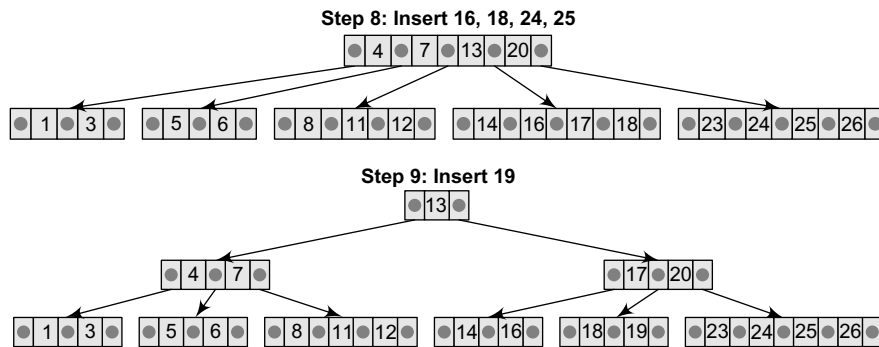 Step 8: Insert 16, 18, 24, 25
4 7 13 20
1 3 5 6 8 11 12 14 16 17 18 23 24 25 26
Step 9: Insert 19
13
4 7 17 20
1 3 5 6 8 11 12 14 16 18 19 23 24 25 26